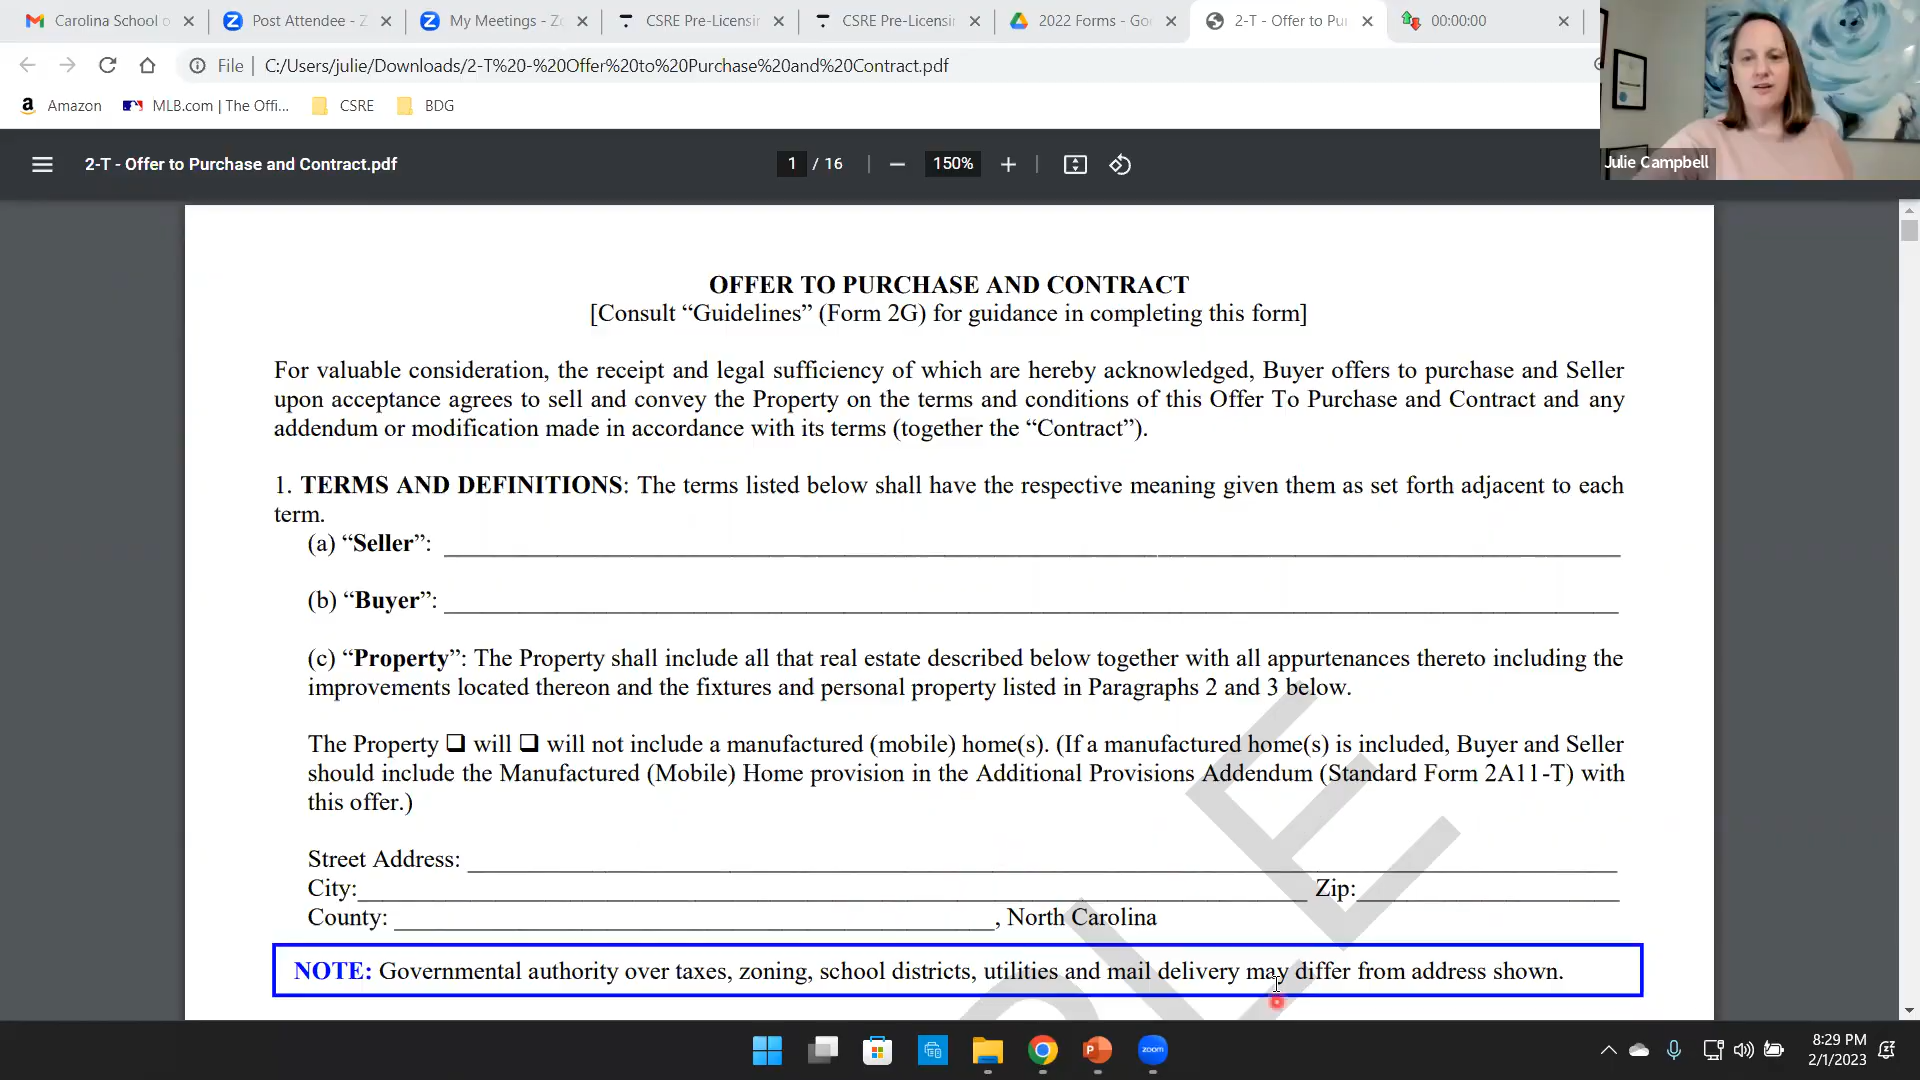 Carolina School o
Post Attendee - Z
My Meetings - Zo
CSRE Pre-Licensin
CSRE Pre-Licensin
2022 Forms - Goo
2-T - Offer to Pur
00:00:00
File | C:/Users/julie/Downloads/2-T%20-%20Offer%20to%20Purchase%20and%20Contract.pdf
Amazon
MLB.com | The Offi...
CSRE
BDG
Julie Campbell
2-T - Offer to Purchase and Contract.pdf
1 / 16
150%
OFFER TO PURCHASE AND CONTRACT
[Consult “Guidelines” (Form 2G) for guidance in completing this form]
For valuable consideration, the receipt and legal sufficiency of which are hereby acknowledged, Buyer offers to purchase and Seller
upon acceptance agrees to sell and convey the Property on the terms and conditions of this Offer To Purchase and Contract and any
addendum or modification made in accordance with its terms (together the “Contract”).
1. TERMS AND DEFINITIONS: The terms listed below shall have the respective meaning given them as set forth adjacent to each
term.
(a) “Seller”:
(b) “Buyer”:
(c) “Property”: The Property shall include all that real estate described below together with all appurtenances thereto including the
improvements located thereon and the fixtures and personal property listed in Paragraphs 2 and 3 below.
The Property ❑ will ❑ will not include a manufactured (mobile) home(s). (If a manufactured home(s) is included, Buyer and Seller
should include the Manufactured (Mobile) Home provision in the Additional Provisions Addendum (Standard Form 2A11-T) with
this offer.)
Street Address:
City: Zip:
County: , North Carolina
NOTE: Governmental authority over taxes, zoning, school districts, utilities and mail delivery may differ from address shown.
zoom
8:29 PM
2/1/2023